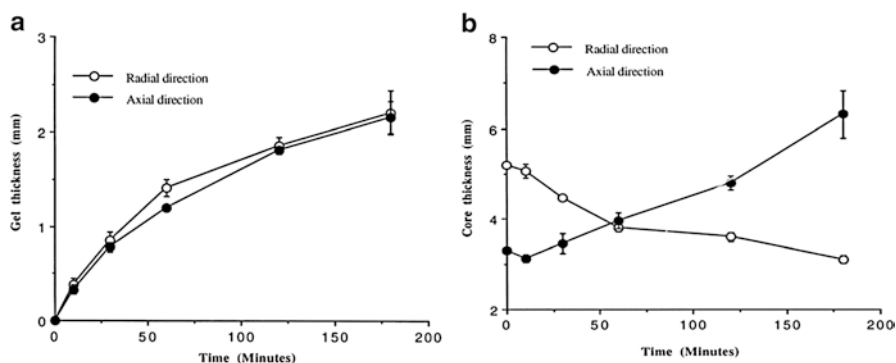 a
3
2
1
0
Gel thickness (mm)
Radial direction
Axial direction
0 50 100 150 200
Time (Minutes)
b
8
6
4
2
Core thickness (mm)
Radial direction
Axial direction
0 50 100 150 200
Time (Minutes)